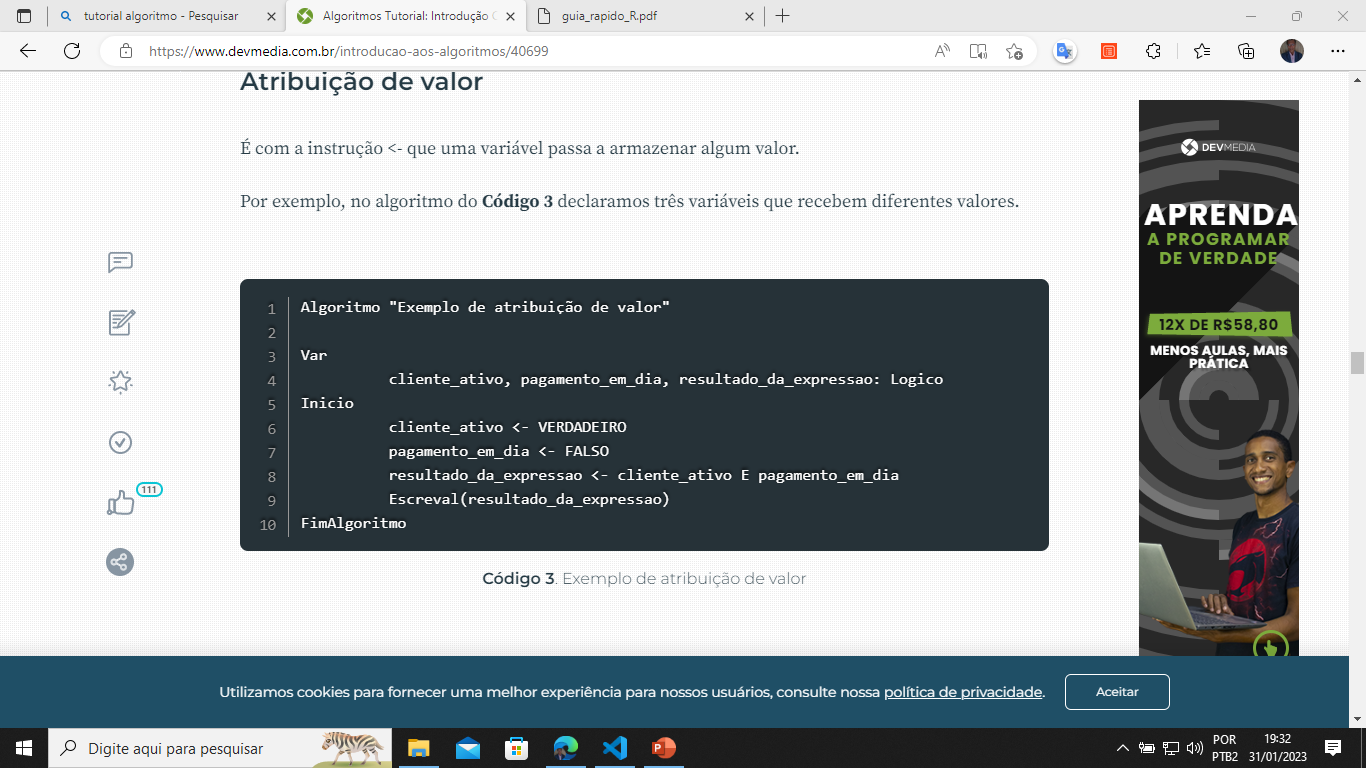 tutorial algoritmo - Pesquisar
Algoritmos Tutorial: Introdução
guia_rapido_R.pdf
https://www.devmedia.com.br/introducao-aos-algoritmos/40699
Atribuição de valor
É com a instrução <- que uma variável passa a armazenar algum valor.
Por exemplo, no algoritmo do Código 3 declaramos três variáveis que recebem diferentes valores.
1 Algoritmo "Exemplo de atribuição de valor"
2
3 Var
4 cliente_ativo, pagamento_em_dia, resultado_da_expressao: Logico
5 Inicio
6 cliente_ativo <- VERDADEIRO
7 pagamento_em_dia <- FALSO
8 resultado_da_expressao <- cliente_ativo E pagamento_em_dia
9 Escreval(resultado_da_expressao)
10 FimAlgoritmo
Código 3. Exemplo de atribuição de valor
111
DEVMEDIA
APRENDA
A PROGRAMAR
DE VERDADE
12X DE R$58,80
MENOS AULAS, MAIS
PRÁTICA
Utilizamos cookies para fornecer uma melhor experiência para nossos usuários, consulte nossa política de privacidade.
Aceitar
Digite aqui para pesquisar
POR
PTB2
19:32
31/01/2023